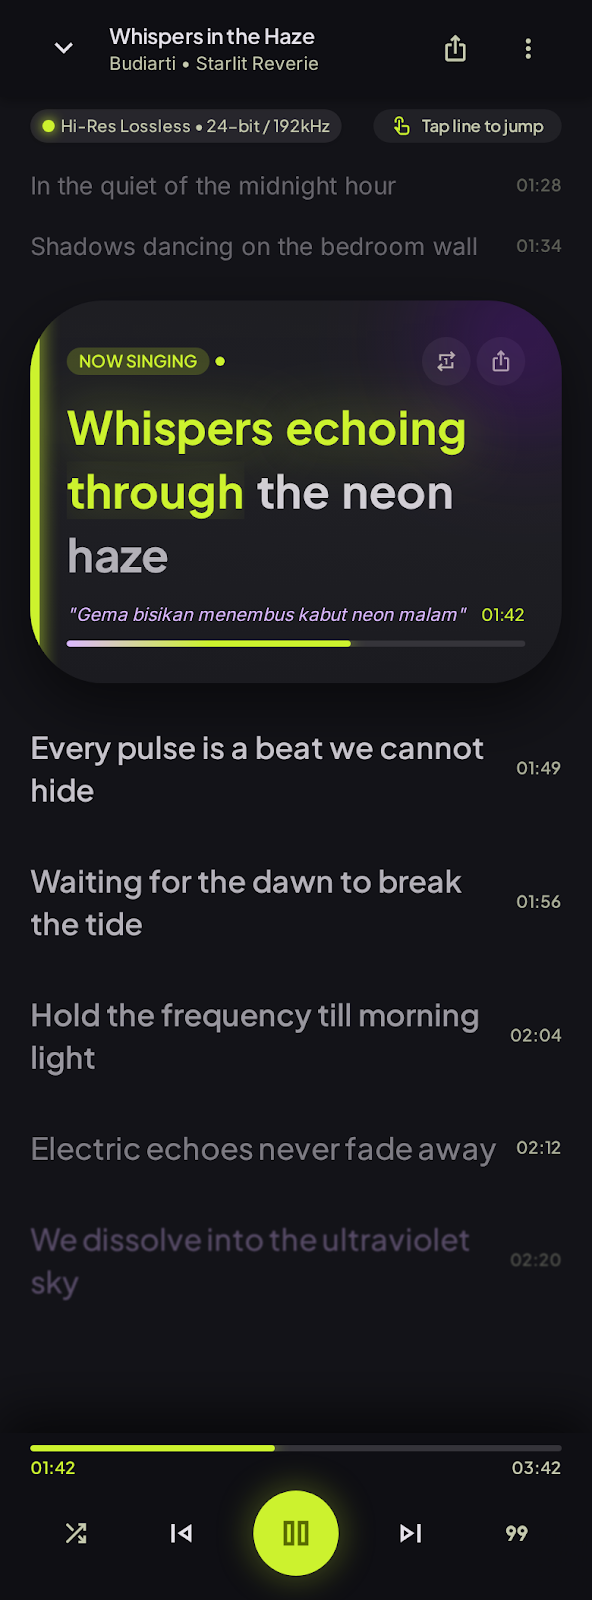 Whispers in the Haze
Budiarti • Starlit Reverie
Hi-Res Lossless • 24-bit / 192kHz
Tap line to jump
In the quiet of the midnight hour
01:28
Shadows dancing on the bedroom wall
01:34
NOW SINGING
Whispers echoing
through the neon
haze
"Gema bisikan menembus kabut neon malam"
01:42
Every pulse is a beat we cannot
hide
01:49
Waiting for the dawn to break
the tide
01:56
Hold the frequency till morning
light
02:04
Electric echoes never fade away
02:12
We dissolve into the ultraviolet
sky
02:20
01:42
03:42